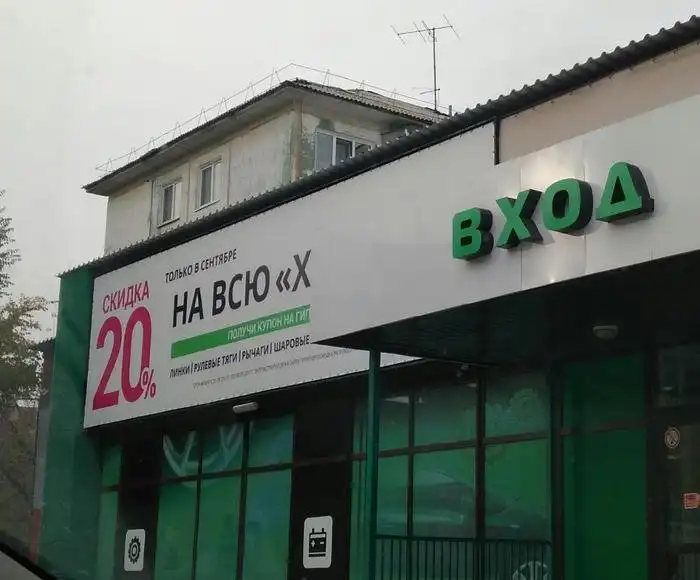 ВХОД
ТОЛЬКО В СЕНТЯБРЕ
СКИДКА
20%
НА ВСЮ «Х
ПОЛУЧИ КУПОН НА ГИГ
ЛИНКИ | РУЛЕВЫЕ ТЯГИ | РЫЧАГИ | ШАРОВЫЕ